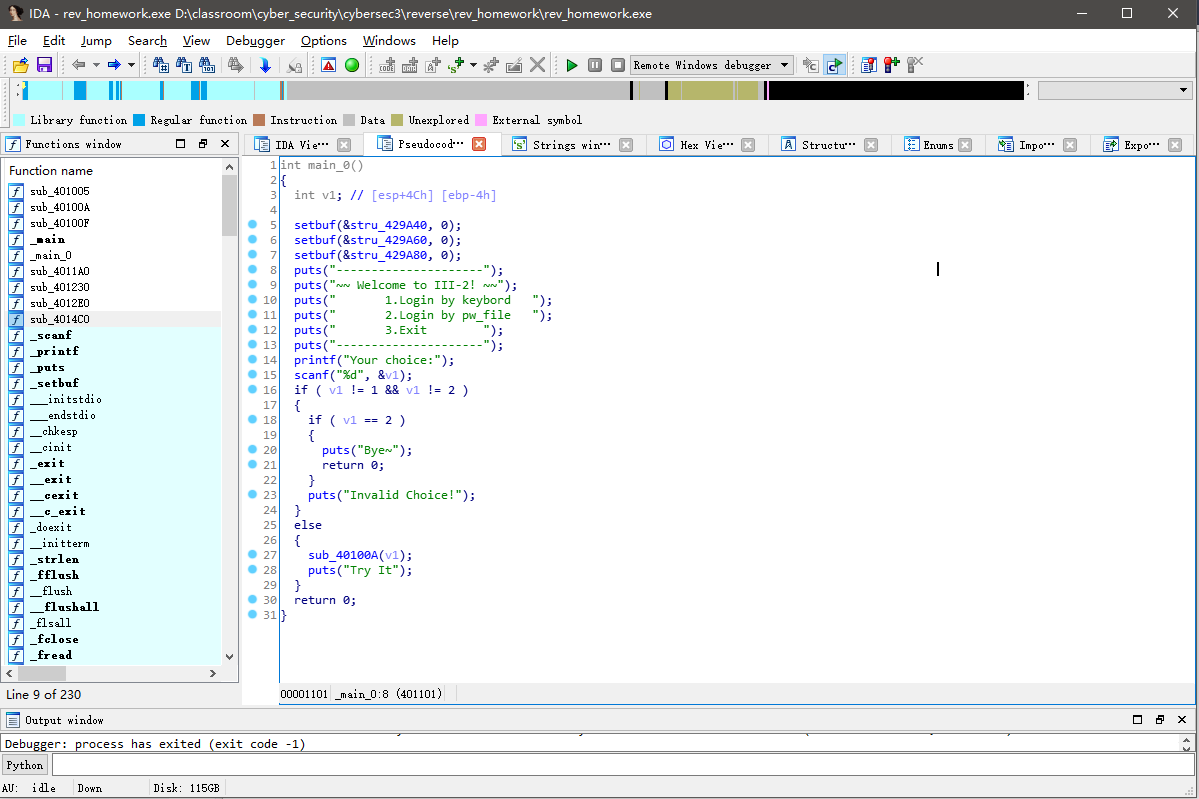 IDA - rev_homework.exe D:\classroom\cyber_security\cybersec3\reverse\rev_homework\rev_homework.exe
File Edit Jump Search View Debugger Options Windows Help
Remote Windows debugger
Library function Regular function Instruction Data Unexplored External symbol
Functions window
IDA Vie··· Pseudocod··· Strings win··· Hex Vie··· Structu··· Enums Impo··· Expo···
Function name
sub_401005
sub_40100A
sub_40100F
_main
_main_0
sub_4011A0
sub_401230
sub_4012E0
sub_4014C0
_scanf
_printf
_puts
_setbuf
___initstdio
___endstdio
__chkesp
__cinit
_exit
__exit
__cexit
__c_exit
_doexit
__initterm
_strlen
_fflush
__flush
__flushall
_flsall
_fclose
_fread
Line 9 of 230
1 int main_0()
2 {
3   int v1; // [esp+4Ch] [ebp-4h]
4
5   setbuf(&stru_429A40, 0);
6   setbuf(&stru_429A60, 0);
7   setbuf(&stru_429A80, 0);
8   puts("---------------------");
9   puts("~~ Welcome to III-2! ~~");
10   puts("       1.Login by keybord   ");
11   puts("       2.Login by pw_file   ");
12   puts("       3.Exit        ");
13   puts("---------------------");
14   printf("Your choice:");
15   scanf("%d", &v1);
16   if ( v1 != 1 && v1 != 2 )
17   {
18     if ( v1 == 2 )
19     {
20       puts("Bye~");
21       return 0;
22     }
23     puts("Invalid Choice!");
24   }
25   else
26   {
27     sub_40100A(v1);
28     puts("Try It");
29   }
30   return 0;
31 }
00001101 _main_0:8 (401101)
Output window
Debugger: process has exited (exit code -1)
Python
AU: idle Down Disk: 115GB